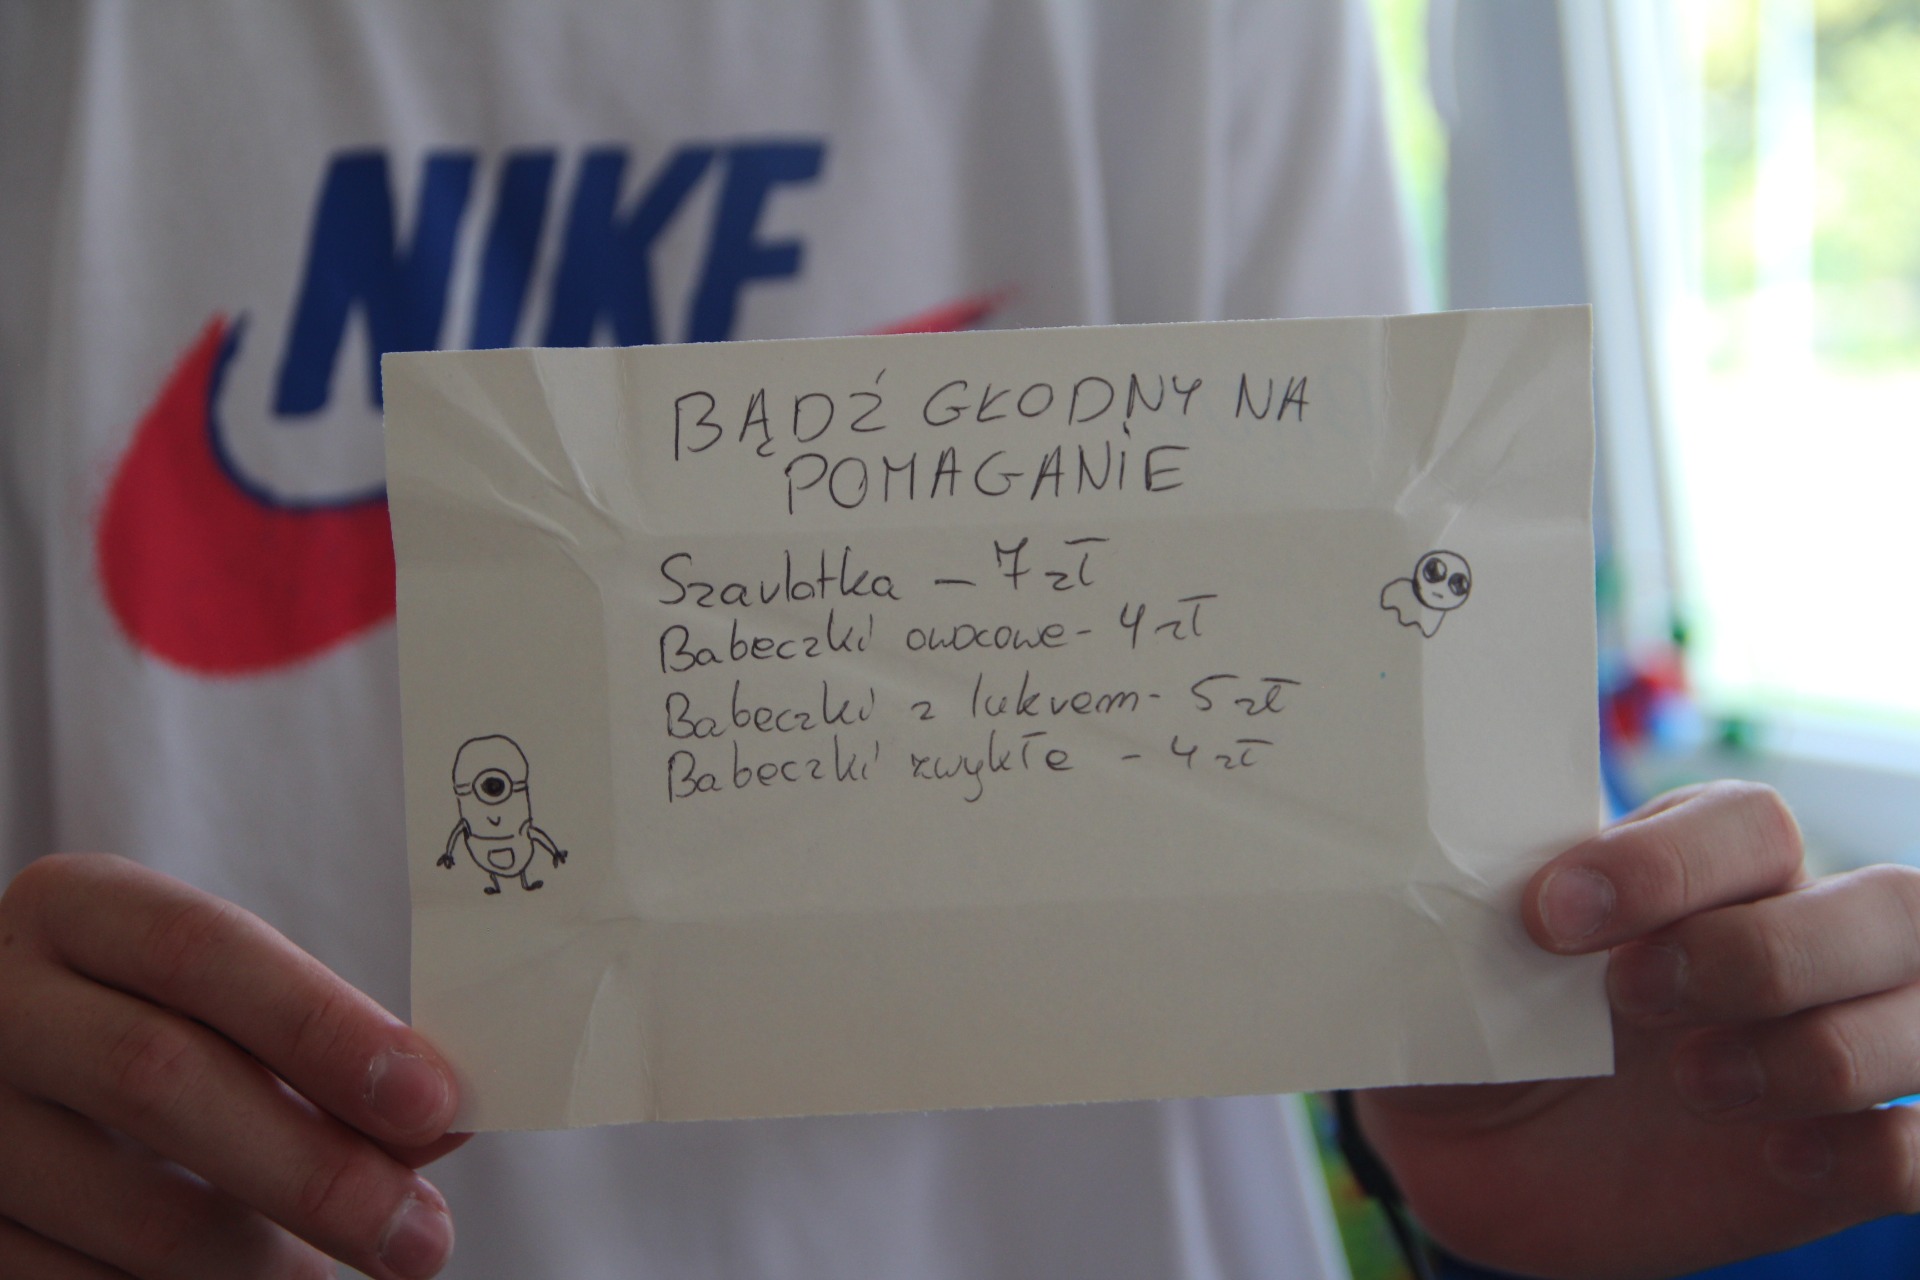 NIKE
BĄDŹ GŁODNY NA
POMAGANIE
Szarlotka - 7 zł
Babeczki owocowe - 4 zł
Babeczki z lukrem - 5 zł
Babeczki zwykłe - 4 zł